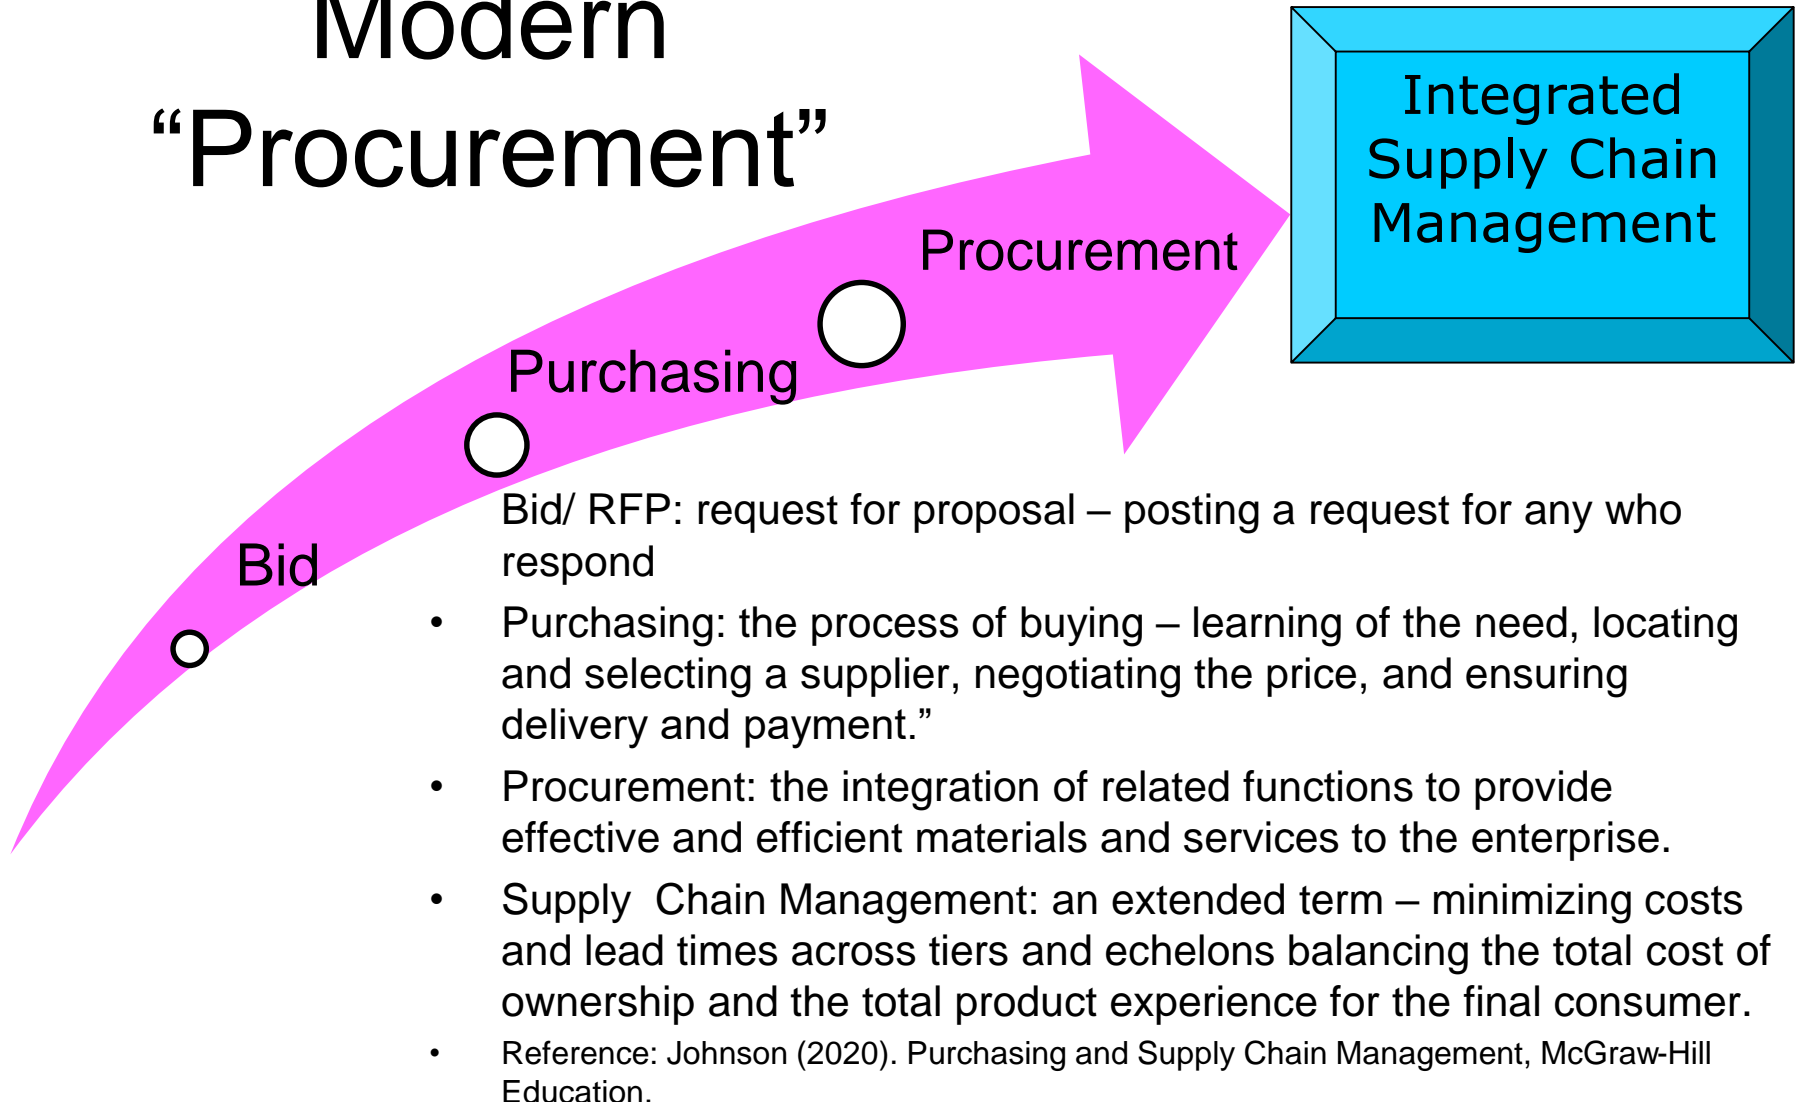 Modern
“Procurement”
Integrated
Supply Chain
Management
Procurement
Purchasing
Bid
Bid/ RFP: request for proposal – posting a request for any who
respond
• Purchasing: the process of buying – learning of the need, locating
and selecting a supplier, negotiating the price, and ensuring
delivery and payment.”
• Procurement: the integration of related functions to provide
effective and efficient materials and services to the enterprise.
• Supply  Chain Management: an extended term – minimizing costs
and lead times across tiers and echelons balancing the total cost of
ownership and the total product experience for the final consumer.
• Reference: Johnson (2020). Purchasing and Supply Chain Management, McGraw-Hill
Education.